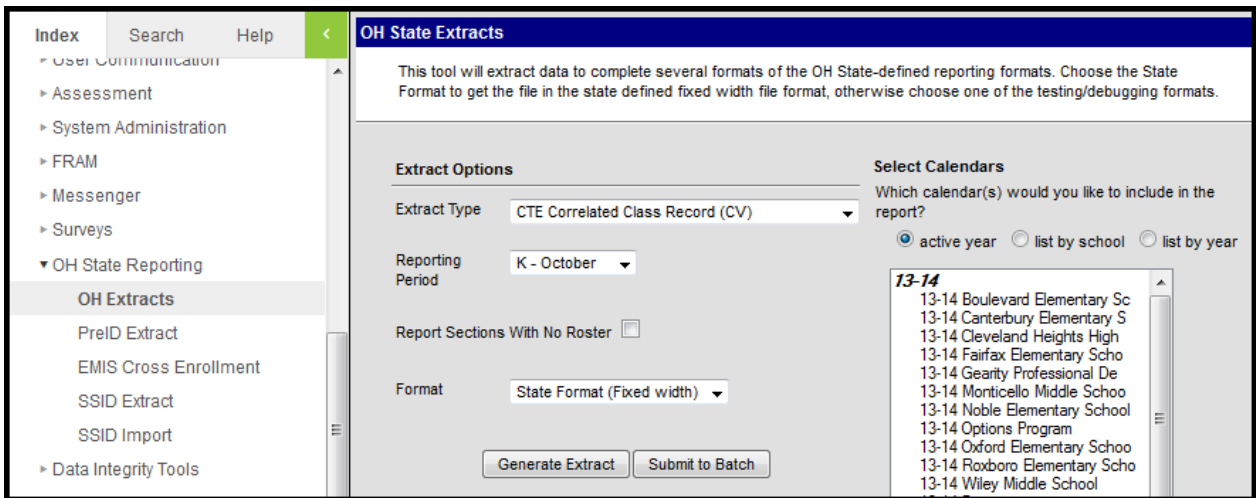 Index Search Help <
User Communication
Assessment
System Administration
FRAM
Messenger
Surveys
OH State Reporting
OH Extracts
PreID Extract
EMIS Cross Enrollment
SSID Extract
SSID Import
Data Integrity Tools
OH State Extracts
This tool will extract data to complete several formats of the OH State-defined reporting formats. Choose the State
Format to get the file in the state defined fixed width file format, otherwise choose one of the testing/debugging formats.
Extract Options
Extract Type CTE Correlated Class Record (CV)
Reporting K - October
Period
Report Sections With No Roster
Format State Format (Fixed width)
Generate Extract Submit to Batch
Select Calendars
Which calendar(s) would you like to include in the
report?
active year list by school list by year
13-14
13-14 Boulevard Elementary Sc
13-14 Canterbury Elementary S
13-14 Cleveland Heights High
13-14 Fairfax Elementary Scho
13-14 Gearity Professional De
13-14 Monticello Middle Schoo
13-14 Noble Elementary School
13-14 Options Program
13-14 Oxford Elementary Schoo
13-14 Roxboro Elementary Scho
13-14 Wiley Middle School